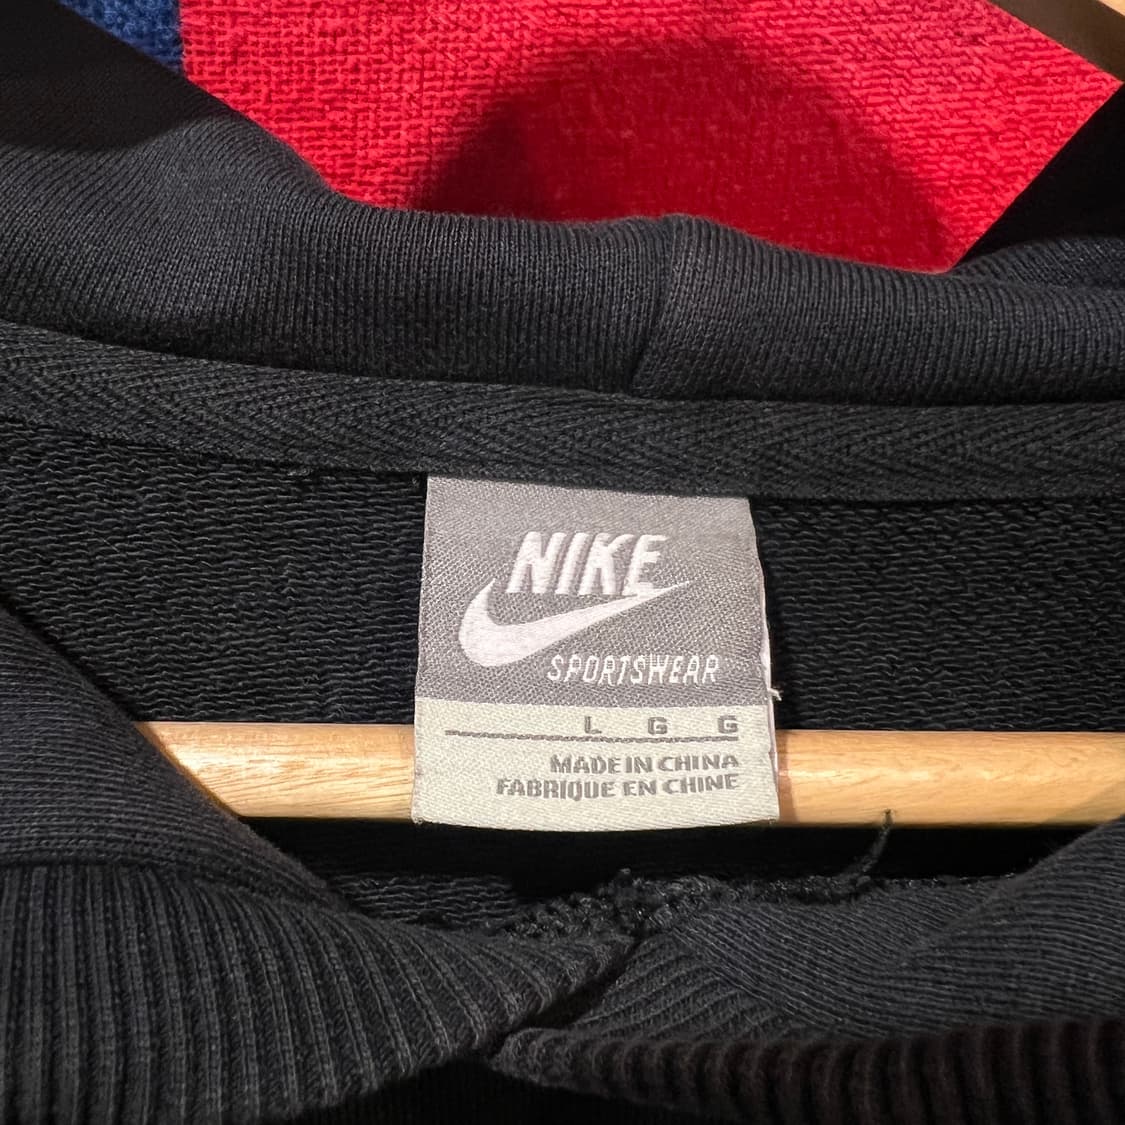 NIKE
SPORTSWEAR
L G G
MADE IN CHINA
FABRIQUE EN CHINE